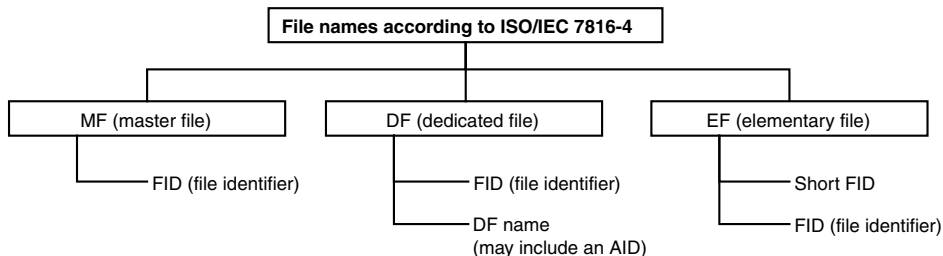 File names according to ISO/IEC 7816-4
MF (master file)
DF (dedicated file)
EF (elementary file)
FID (file identifier)
FID (file identifier)
DF name
(may include an AID)
Short FID
FID (file identifier)